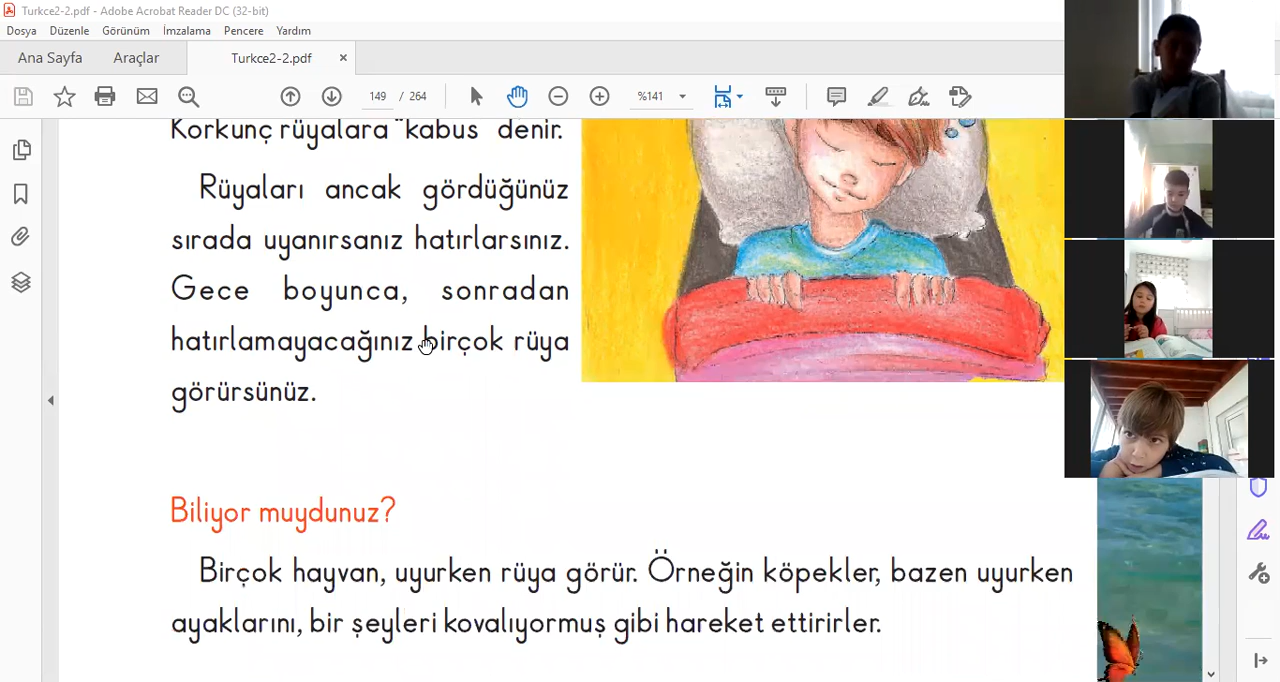 Turkce2-2.pdf - Adobe Acrobat Reader DC (32-bit)
Dosya Düzenle Görünüm İmzalama Pencere Yardım
Ana Sayfa Araçlar Turkce2-2.pdf ×
149 / 264 %141
Korkunç rüyalara "kabus" denir.
Rüyaları ancak gördüğünüz
sırada uyanırsanız hatırlarsınız.
Gece boyunca, sonradan
hatırlamayacağınız birçok rüya
görürsünüz.
Biliyor muydunuz?
Birçok hayvan, uyurken rüya görür. Örneğin köpekler, bazen uyurken
ayaklarını, bir şeyleri kovalıyormuş gibi hareket ettirirler.